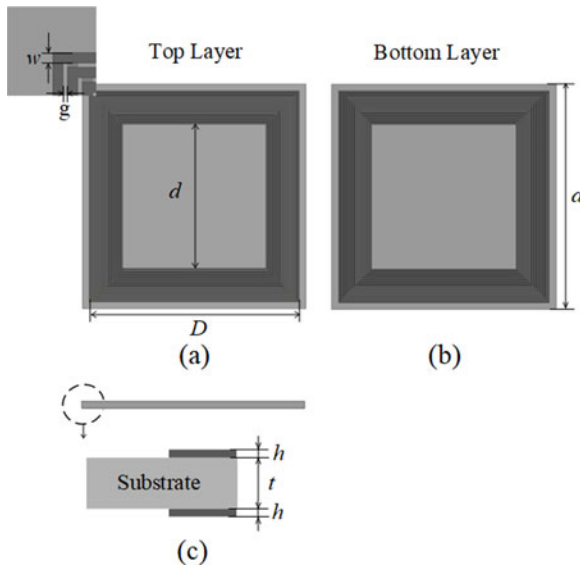 Top Layer
Bottom Layer
w
g
d
a
D
(a)
(b)
h
Substrate
t
h
(c)